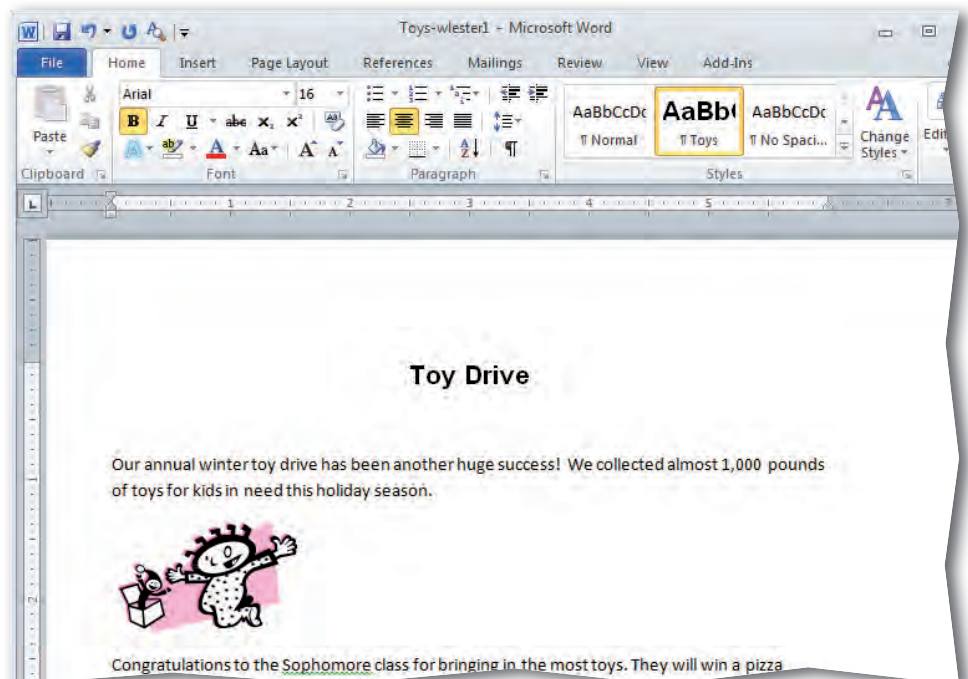 Toys-wlester1 - Microsoft Word
File Home Insert Page Layout References Mailings Review View Add-Ins
Arial 16
Paste
B I U abe x₂ x² 
A ab A Aa A A
AaBbCcDc AaBb AaBbCcDc
¶ Normal ¶ Toys ¶ No Spaci...
Change Styles
Edit
Clipboard Font Paragraph Styles
L 1 2 3 4 5 7
Toy Drive
Our annual winter toy drive has been another huge success! We collected almost 1,000 pounds
of toys for kids in need this holiday season.
Congratulations to the Sophomore class for bringing in the most toys. They will win a pizza